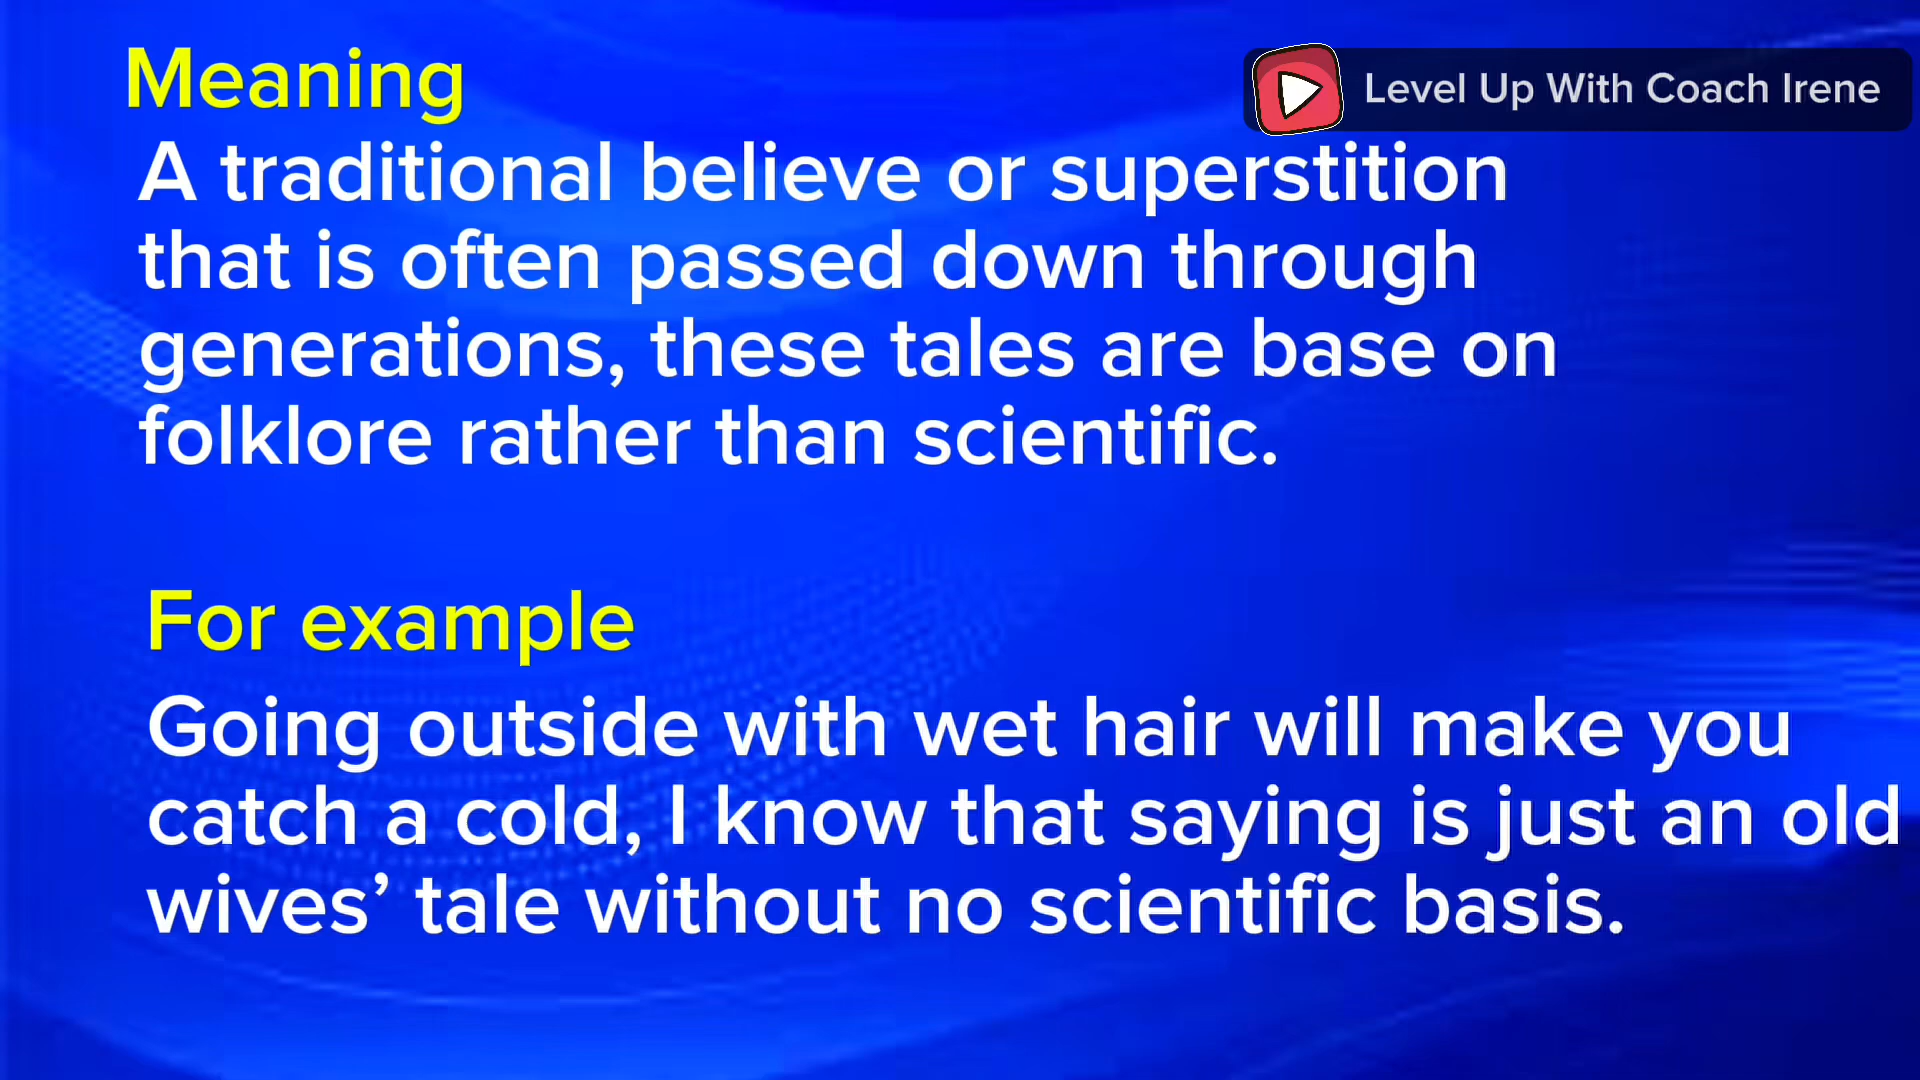 Meaning
Level Up With Coach Irene
A traditional believe or superstition
that is often passed down through
generations, these tales are base on
folklore rather than scientific.
For example
Going outside with wet hair will make you
catch a cold, I know that saying is just an old
wives’ tale without no scientific basis.